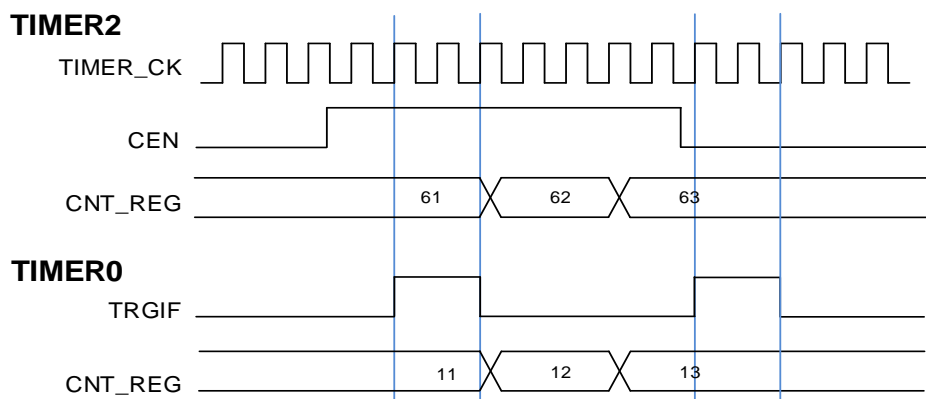 TIMER2
TIMER_CK
CEN
CNT_REG 61 62 63
TIMER0
TRGIF
CNT_REG 11 12 13